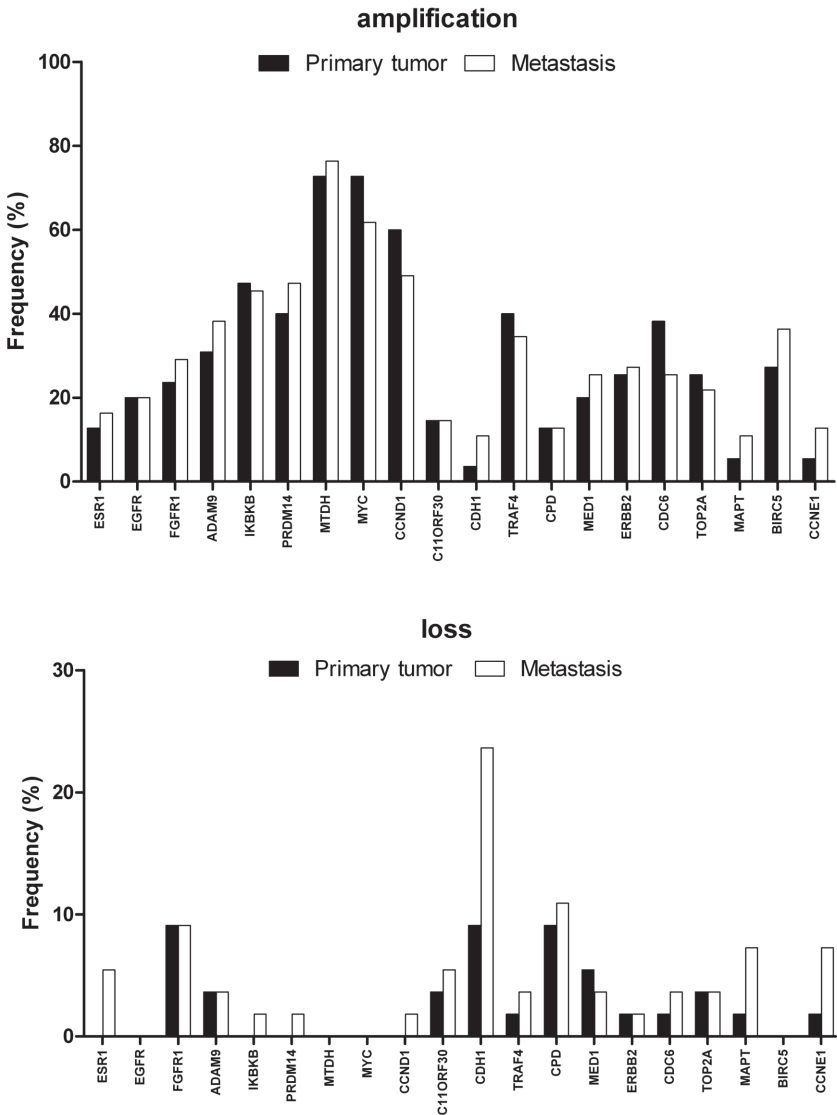 amplification
Primary tumor Metastasis
100
80
60
40
20
0
Frequency (%)
ESR1 EGFR FGFR1 ADAM9 IKBKB PRDM14 MTDH MYC CCND1 C11ORF30 CDH1 TRAF4 CPD MED1 ERBB2 CDC6 TOP2A MAPT BIRC5 CCNE1
loss
Primary tumor Metastasis
30
20
10
0
Frequency (%)
ESR1 EGFR FGFR1 ADAM9 IKBKB PRDM14 MTDH MYC CCND1 C11ORF30 CDH1 TRAF4 CPD MED1 ERBB2 CDC6 TOP2A MAPT BIRC5 CCNE1